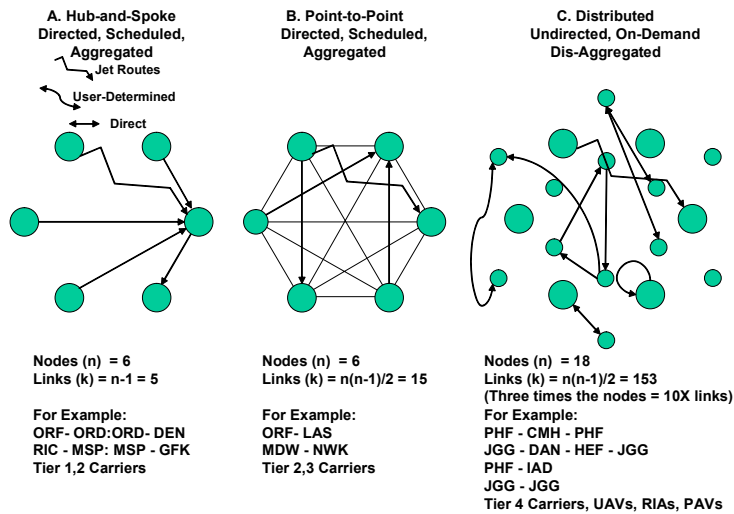 A. Hub-and-Spoke
Directed, Scheduled,
Aggregated
Jet Routes
User-Determined
Direct
B. Point-to-Point
Directed, Scheduled,
Aggregated
C. Distributed
Undirected, On-Demand
Dis-Aggregated
Nodes (n) = 6
Links (k) = n-1 = 5
For Example:
ORF- ORD:ORD- DEN
RIC - MSP: MSP - GFK
Tier 1,2 Carriers
Nodes (n) = 6
Links (k) = n(n-1)/2 = 15
For Example:
ORF- LAS
MDW - NWK
Tier 2,3 Carriers
Nodes (n) = 18
Links (k) = n(n-1)/2 = 153
(Three times the nodes = 10X links)
For Example:
PHF - CMH - PHF
JGG - DAN - HEF - JGG
PHF - IAD
JGG - JGG
Tier 4 Carriers, UAVs, RIAs, PAVs